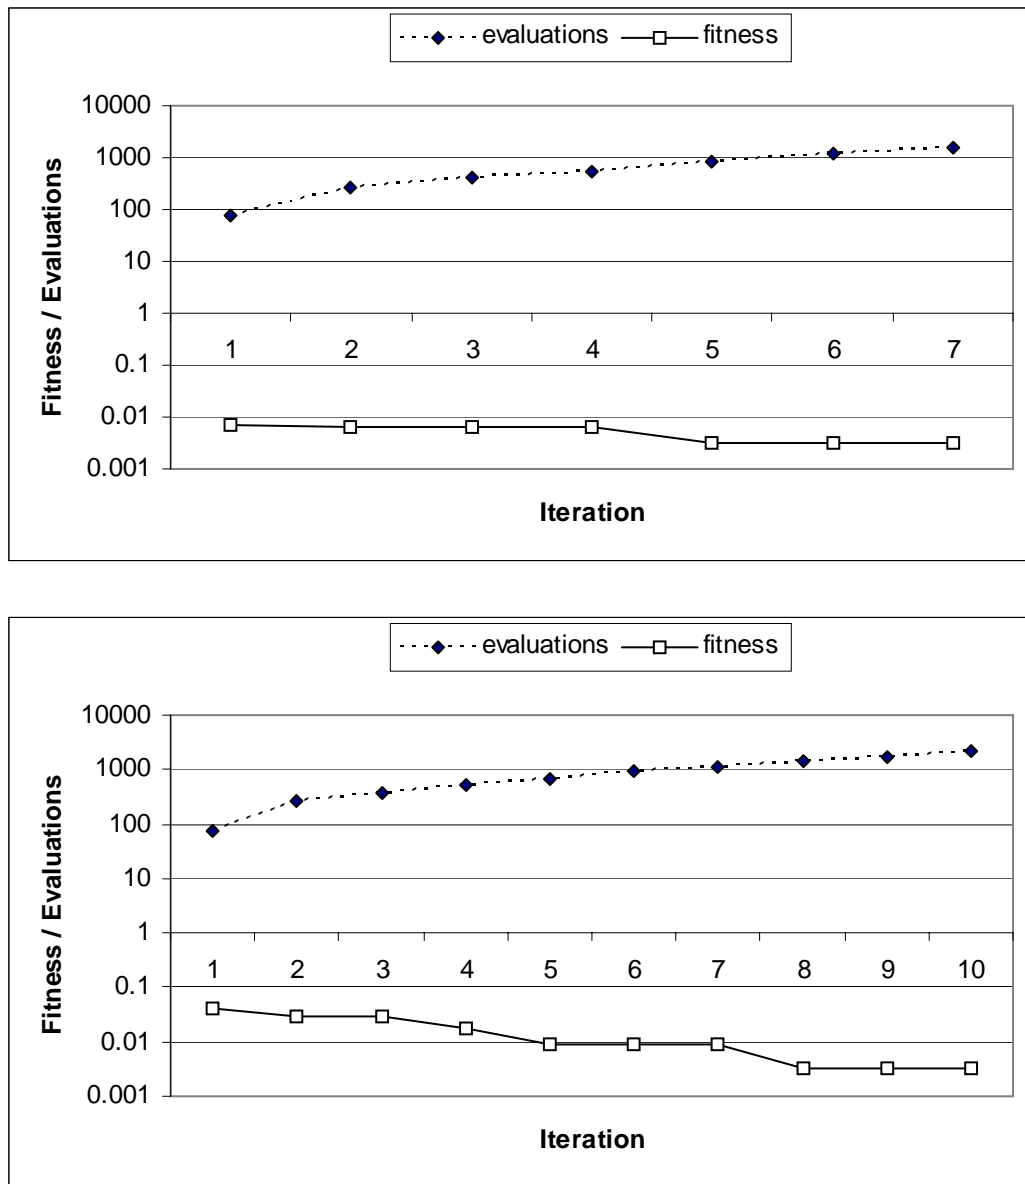 evaluations fitness
10000
1000
100
10
1
1 2 3 4 5 6 7
0.1
0.01
0.001
Fitness / Evaluations
Iteration
evaluations fitness
10000
1000
100
10
1
1 2 3 4 5 6 7 8 9 10
0.1
0.01
0.001
Fitness / Evaluations
Iteration